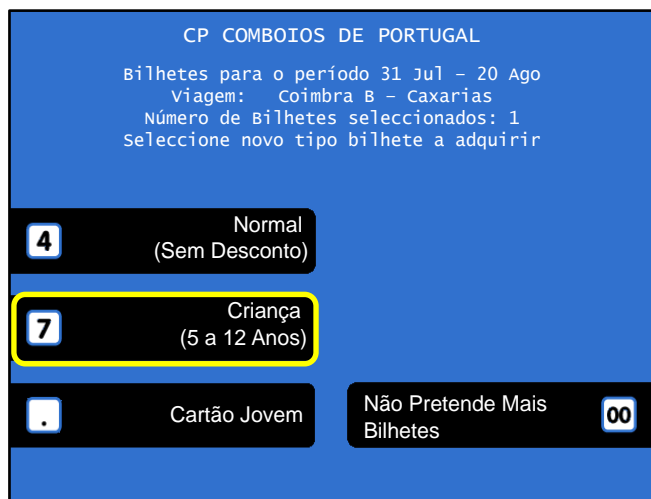 CP COMBOIOS DE PORTUGAL
Bilhetes para o período 31 Jul – 20 Ago
Viagem: Coimbra B – Caxarias
Número de Bilhetes seleccionados: 1
Seleccione novo tipo bilhete a adquirir
4
Normal
(Sem Desconto)
7
Criança
(5 a 12 Anos)
.
Cartão Jovem
Não Pretende Mais
Bilhetes
00